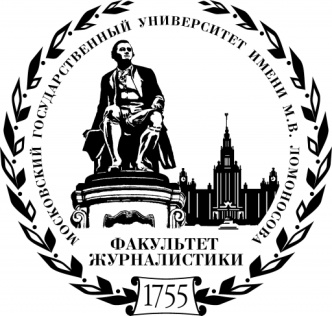 МОСКОВСКИЙ ГОСУДАРСТВЕННЫЙ УНИВЕРСИТЕТ ИМЕНИ М.В. ЛОМОНОСОВА
ФАКУЛЬТЕТ
ЖУРНАЛИСТИКИ
1755